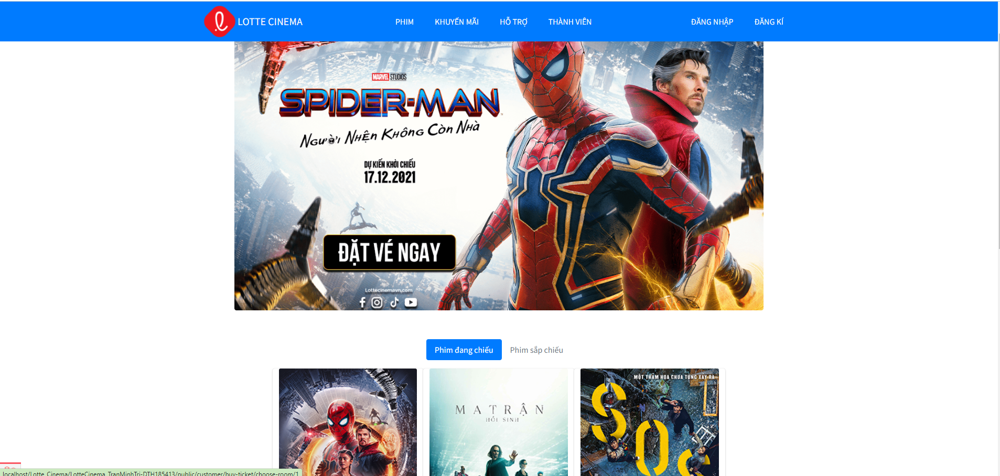 LOTTE CINEMA
PHIM
KHUYẾN MÃI
HỖ TRỢ
THÀNH VIÊN
ĐĂNG NHẬP
ĐĂNG KÍ
MARVEL STUDIOS
SPIDER-MAN
NGƯỜI NHỆN KHÔNG CÒN NHÀ
DỰ KIẾN KHỞI CHIẾU
17.12.2021
ĐẶT VÉ NGAY
Lottecinemavn.com
Phim đang chiếu
Phim sắp chiếu
MA TRẬN
HỒI SINH
MỘT THẢM HỌA CHƯA TỪNG XẢY RA
SOS
localhost/Lotte_Cinema/LotteCinema_TranMinhTri-DTH185413/public/customer/buy-ticket/choose-room/1